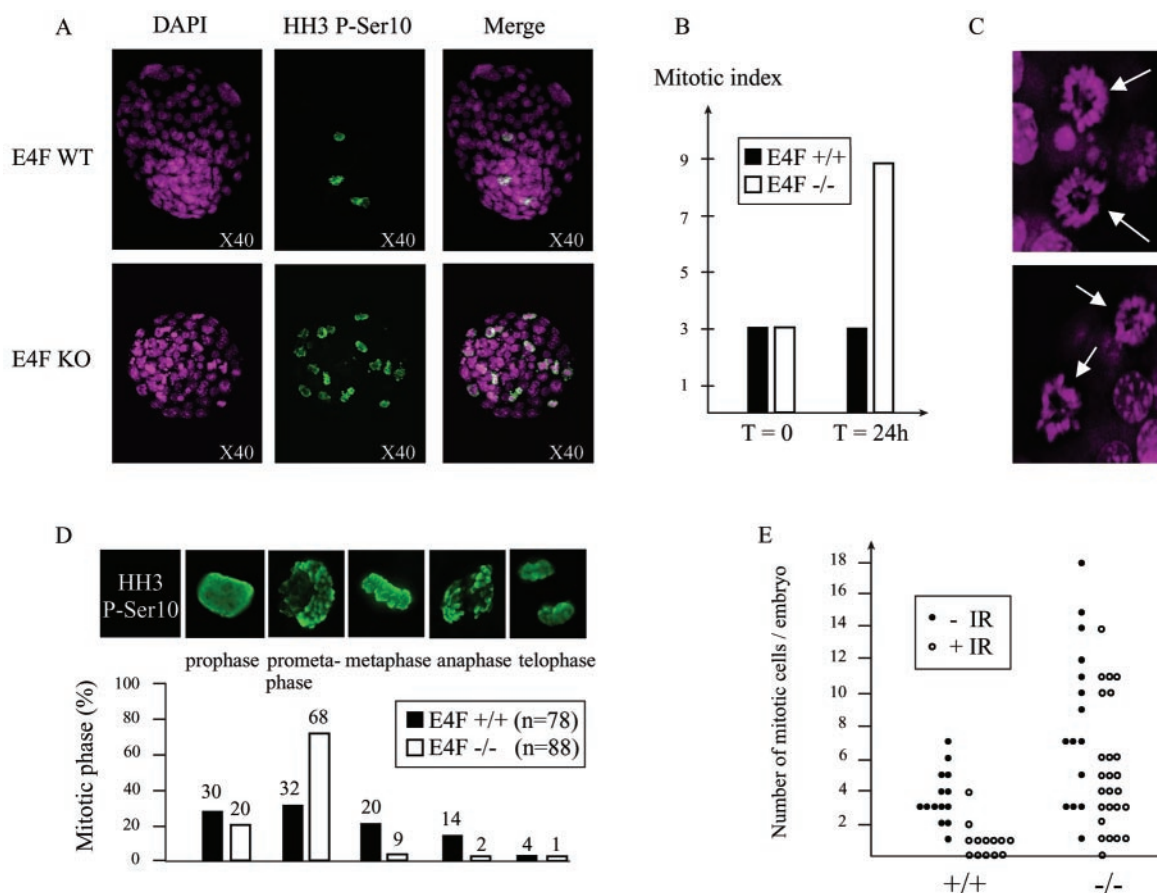 A
DAPI
HH3 P-Ser10
Merge
E4F WT
X40
X40
X40
E4F KO
X40
X40
X40
B
Mitotic index
9
7
5
3
1
E4F +/+
E4F -/-
T = 0
T = 24h
C
D
HH3
P-Ser10
prophase
prometa-
phase
metaphase
anaphase
telophase
Mitotic phase (%)
100
80
60
40
20
0
E4F +/+ (n=78)
E4F -/- (n=88)
30
20
32
68
20
9
14
2
4
1
E
Number of mitotic cells / embryo
18
16
14
12
10
8
6
4
2
- IR
+ IR
+/+
-/-